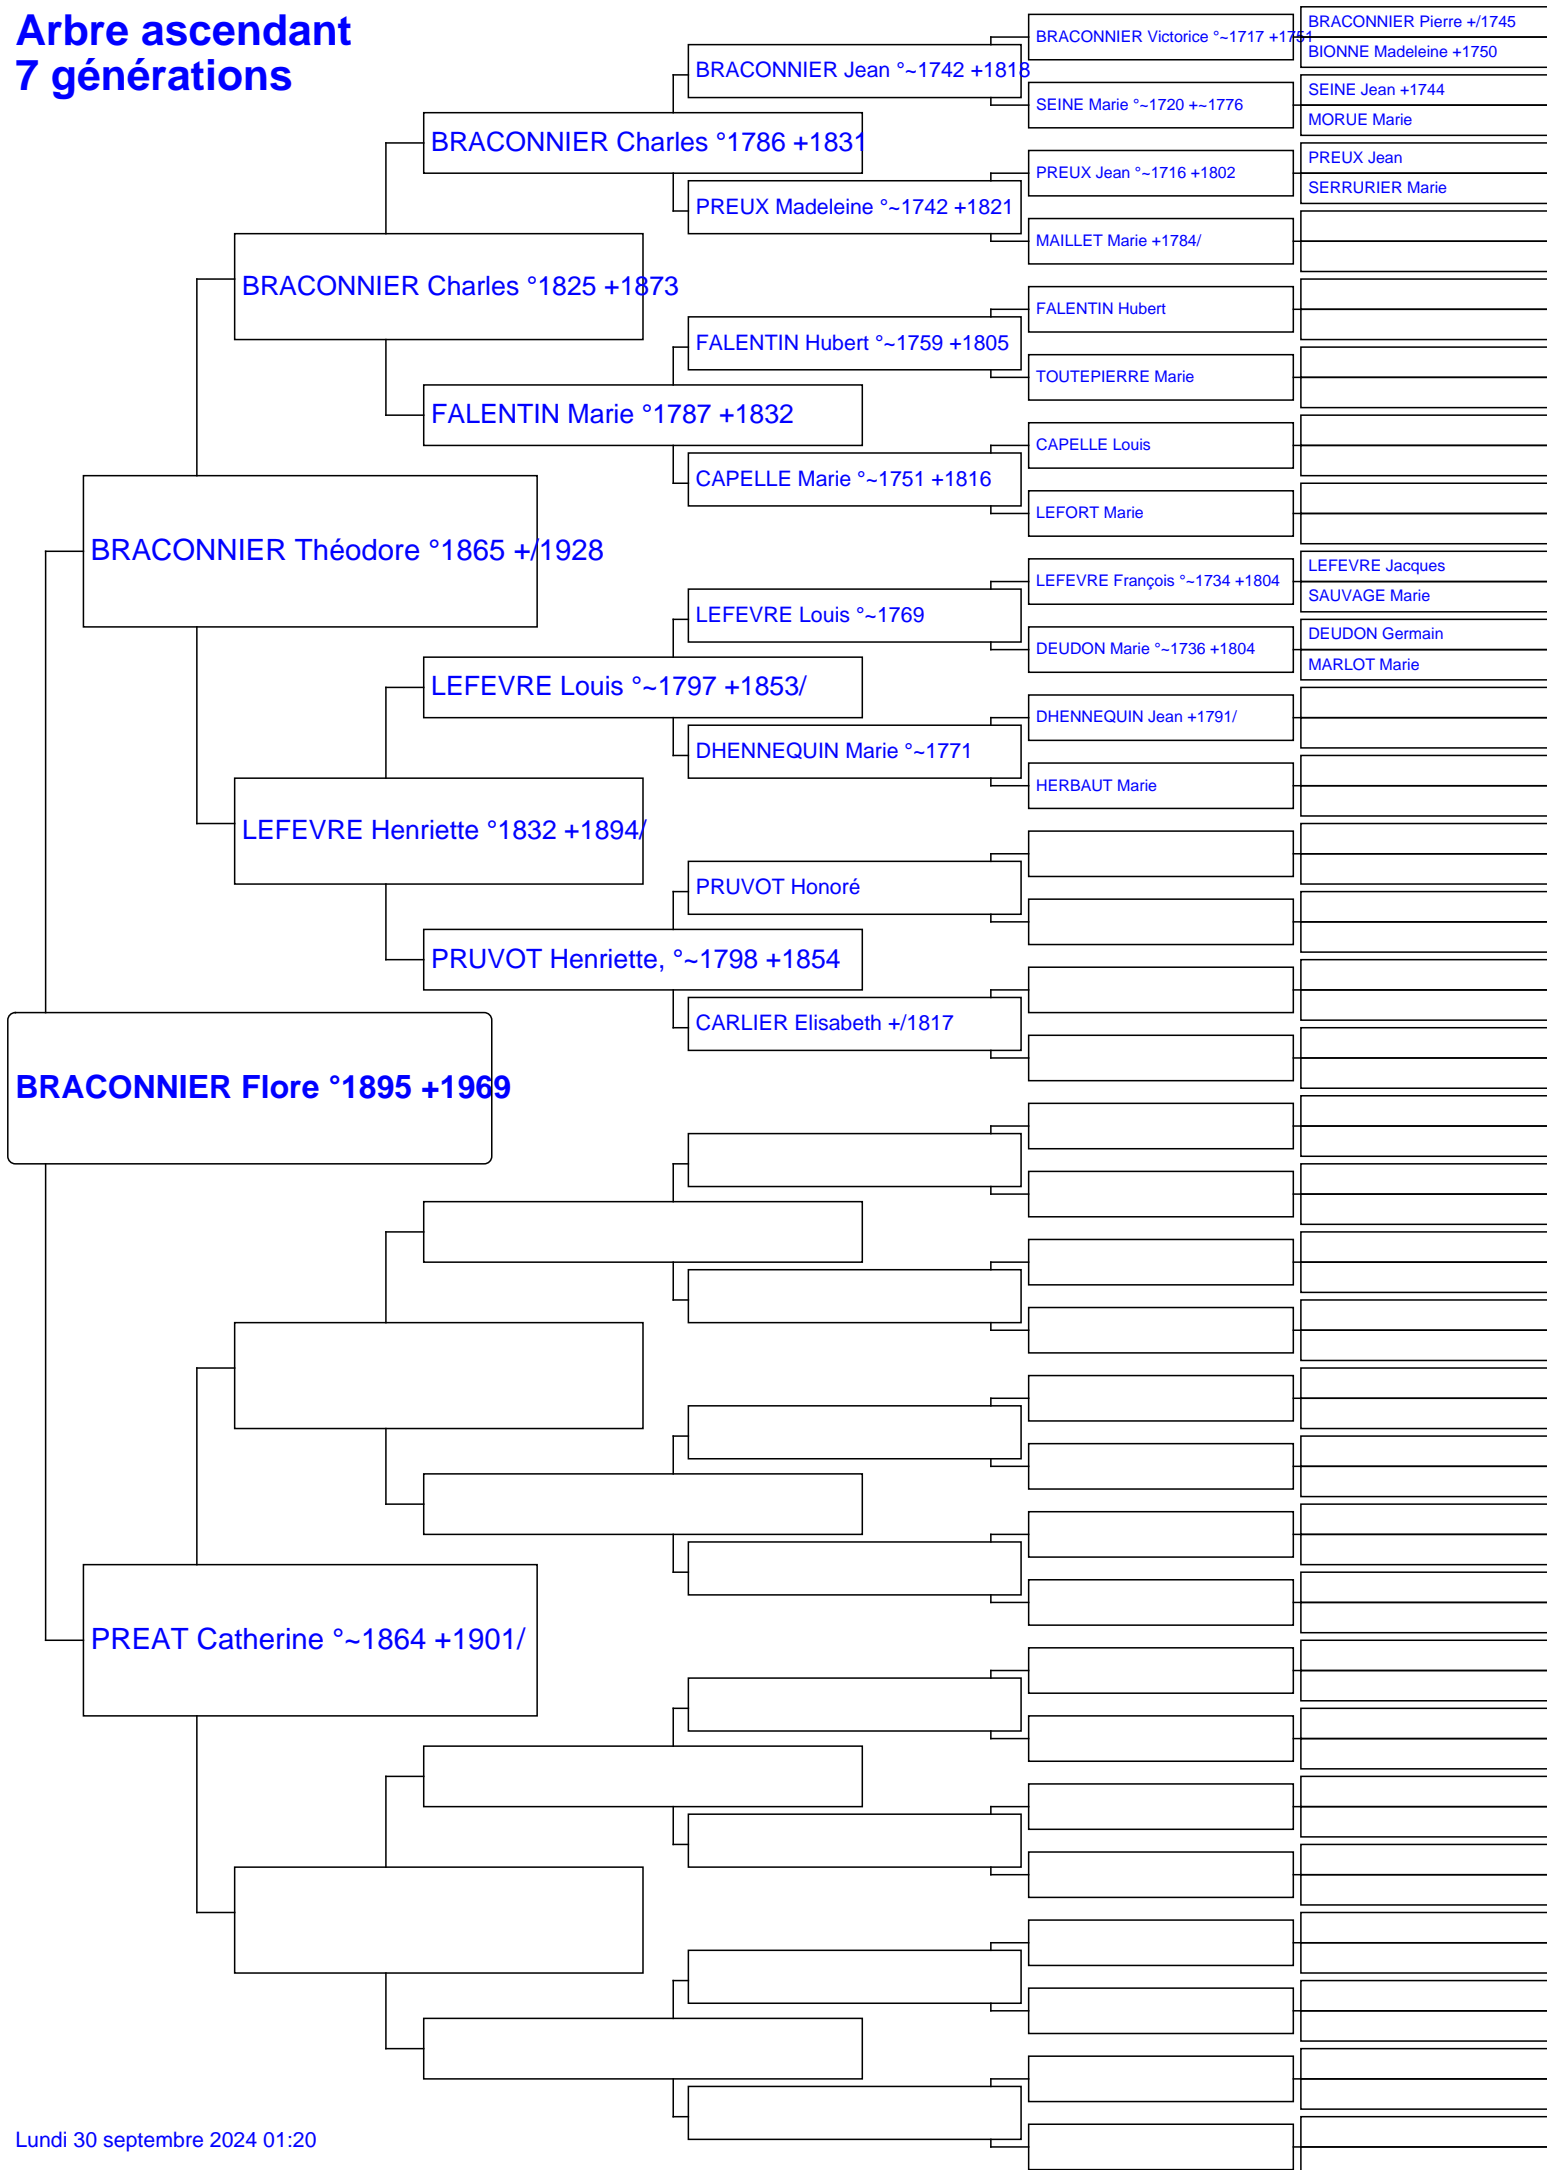 Arbre ascendant
7 générations
BRACONNIER Flore °1895 +1969
BRACONNIER Théodore °1865 +/1928
PREAT Catherine °~1864 +1901/
BRACONNIER Charles °1825 +1873
LEFEVRE Henriette °1832 +1894/
BRACONNIER Charles °1786 +1831
FALENTIN Marie °1787 +1832
LEFEVRE Louis °~1797 +1853/
PRUVOT Henriette, °~1798 +1854
BRACONNIER Jean °~1742 +1818
PREUX Madeleine °~1742 +1821
FALENTIN Hubert °~1759 +1805
CAPELLE Marie °~1751 +1816
LEFEVRE Louis °~1769
DHENNEQUIN Marie °~1771
PRUVOT Honoré
CARLIER Elisabeth +/1817
BRACONNIER Victorice °~1717 +1751
SEINE Marie °~1720 +~1776
PREUX Jean °~1716 +1802
MAILLET Marie +1784/
FALENTIN Hubert
TOUTEPIERRE Marie
CAPELLE Louis
LEFORT Marie
LEFEVRE François °~1734 +1804
DEUDON Marie °~1736 +1804
DHENNEQUIN Jean +1791/
HERBAUT Marie
BRACONNIER Pierre +/1745
BIONNE Madeleine +1750
SEINE Jean +1744
MORUE Marie
PREUX Jean
SERRURIER Marie
LEFEVRE Jacques
SAUVAGE Marie
DEUDON Germain
MARLOT Marie
Lundi 30 septembre 2024 01:20